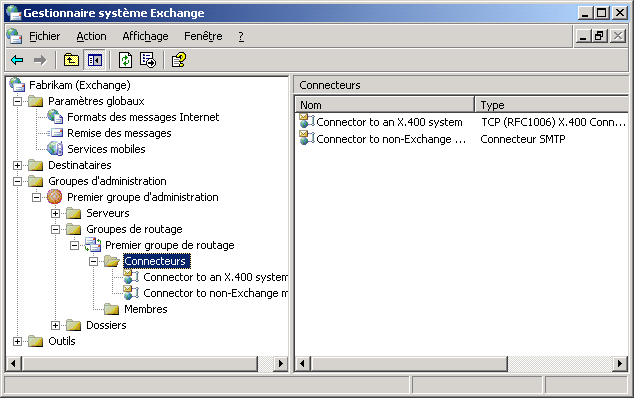 Gestionnaire système Exchange
Fichier Action Affichage Fenêtre ?
Fabrikam (Exchange)
Paramètres globaux
Formats des messages Internet
Remise des messages
Services mobiles
Destinataires
Groupes d'administration
Premier groupe d'administration
Serveurs
Groupes de routage
Premier groupe de routage
Connecteurs
Connector to an X.400 system
Connector to non-Exchange m
Membres
Dossiers
Outils
Connecteurs
Nom Type
Connector to an X.400 system TCP (RFC1006) X.400 Conn...
Connector to non-Exchange ... Connecteur SMTP